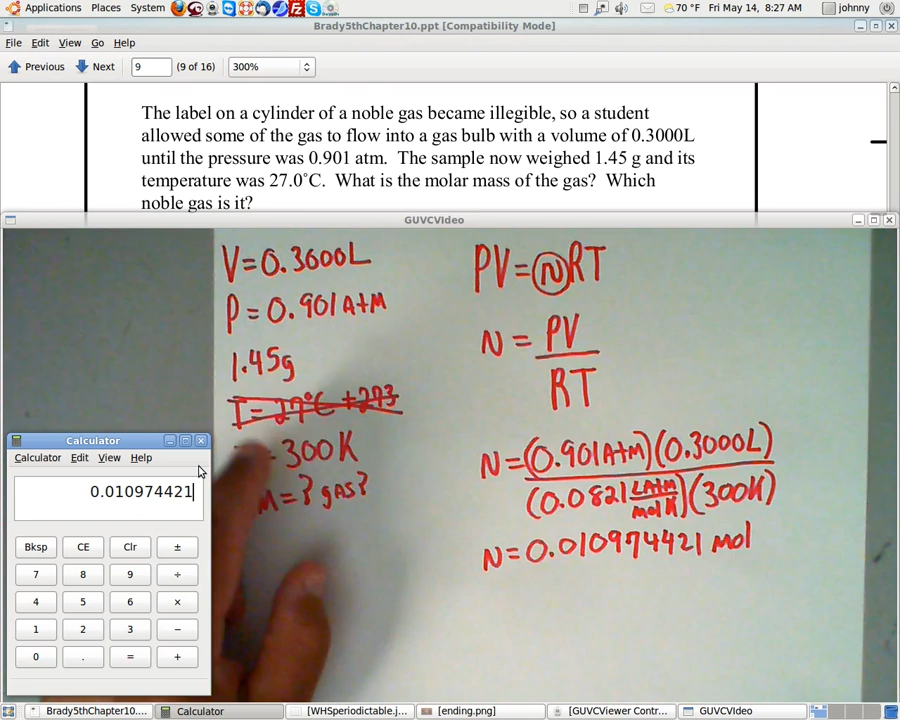 Applications Places System 70 °F Fri May 14, 8:27 AM johnny
Brady5thChapter10.ppt [Compatibility Mode]
File Edit View Go Help
Previous Next 9 (9 of 16) 300%
The label on a cylinder of a noble gas became illegible, so a student
allowed some of the gas to flow into a gas bulb with a volume of 0.3000L
until the pressure was 0.901 atm. The sample now weighed 1.45 g and its
temperature was 27.0˚C. What is the molar mass of the gas? Which
noble gas is it?
GUVCVIdeo
V=0.3000L
P=0.901AtM
1.45g
T=27°C +273
=300K
M=? gAS?
PV=NRT
N = PV
RT
N=(0.901AtM)(0.3000L)
(0.0821 LAtM
mol K)(300K)
N=0.010974421 mol
Calculator
Calculator Edit View Help
0.010974421
Bksp CE Clr ±
7 8 9 ÷
4 5 6 ×
1 2 3 −
0 . = +
Brady5thChapter10.... Calculator [WHSperiodictable.j... [ending.png] [GUVCViewer Contr... GUVCVIdeo